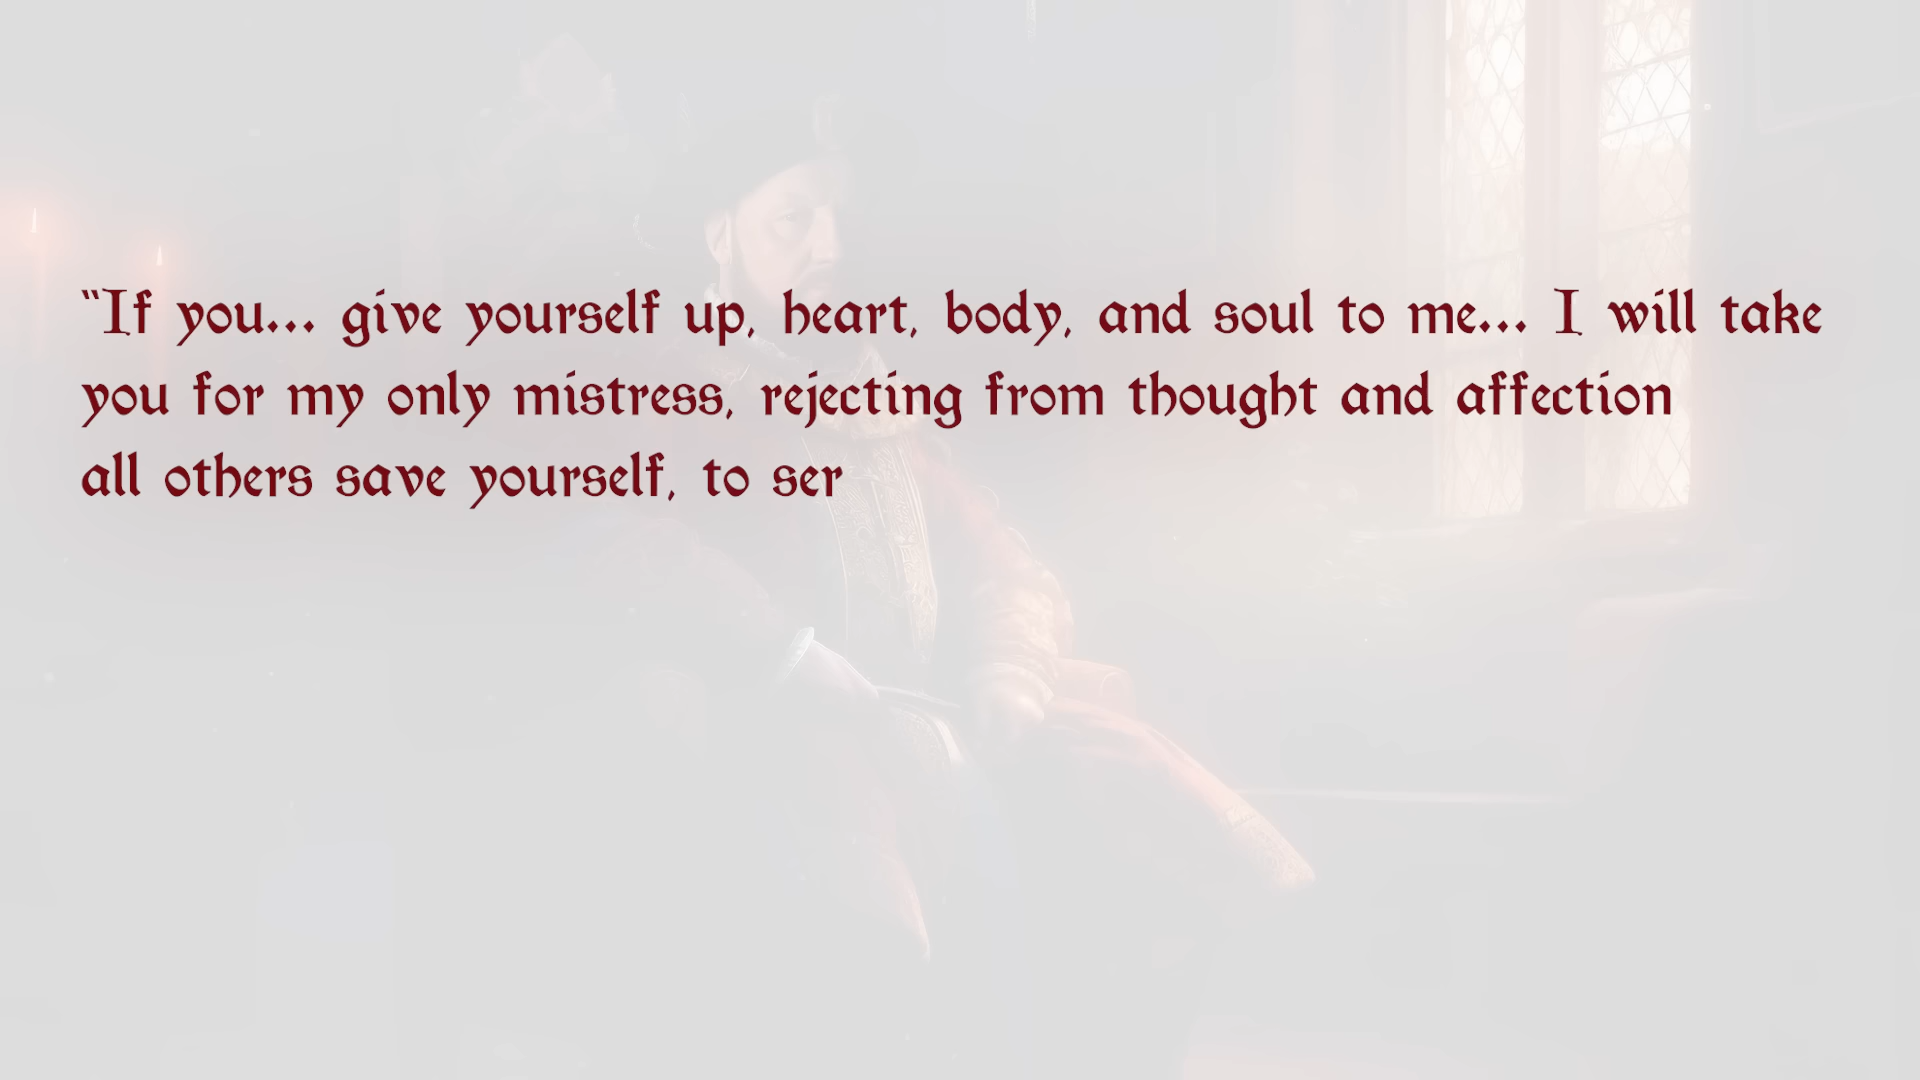 “If you... give yourself up, heart, body, and soul to me... I will take
you for my only mistress, rejecting from thought and affection
all others save yourself, to ser